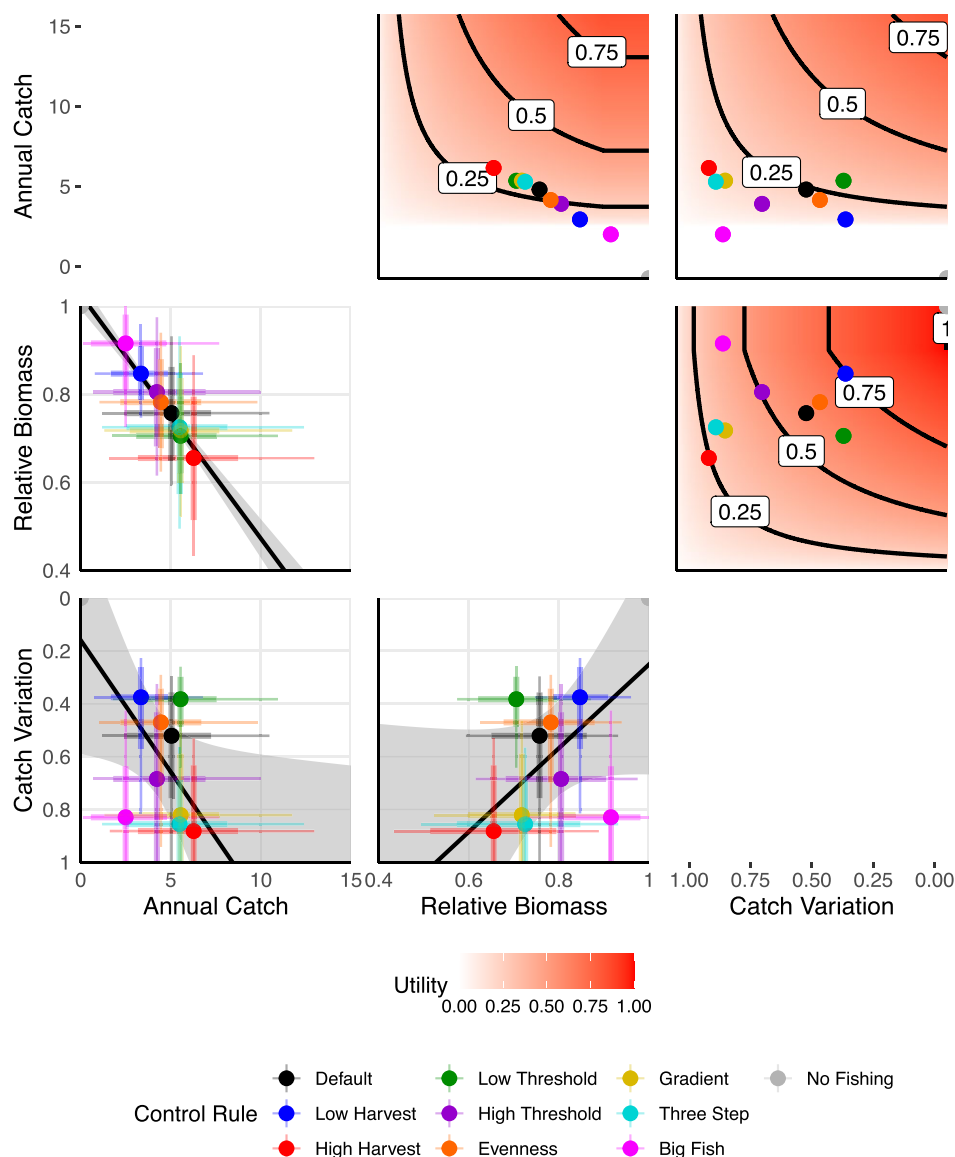 15
10
5
0
Annual Catch
0.75
0.5
0.25
0.75
0.5
0.25
1
0.8
0.6
0.4
Relative Biomass
1
0.75
0.5
0.25
0
0.2
0.4
0.6
0.8
1
Catch Variation
0 5 10 15
0.4 0.6 0.8 1
1.00 0.75 0.50 0.25 0.00
Annual Catch
Relative Biomass
Catch Variation
Utility
0.00 0.25 0.50 0.75 1.00
Control Rule
Default
Low Harvest
High Harvest
Low Threshold
High Threshold
Evenness
Gradient
Three Step
Big Fish
No Fishing